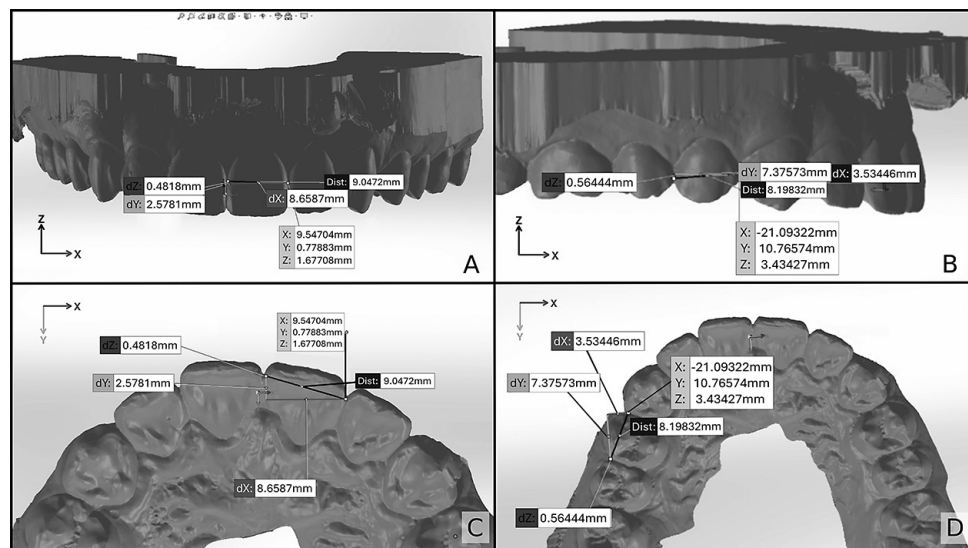 dZ: 0.4818mm
dY: 2.5781mm
Dist: 9.0472mm
dX: 8.6587mm
X: 9.54704mm
Y: 0.77883mm
Z: 1.67708mm
Z
X
A
dZ: 0.56444mm
dY: 7.37573mm
dX: 3.53446mm
Dist: 8.19832mm
X: -21.09322mm
Y: 10.76574mm
Z: 3.43427mm
Z
X
B
X
Y
X: 9.54704mm
Y: 0.77883mm
Z: 1.67708mm
dZ: 0.4818mm
dY: 2.5781mm
Dist: 9.0472mm
dX: 8.6587mm
C
X
Y
dX: 3.53446mm
X: -21.09322mm
Y: 10.76574mm
Z: 3.43427mm
dY: 7.37573mm
Dist: 8.19832mm
dZ: 0.56444mm
D